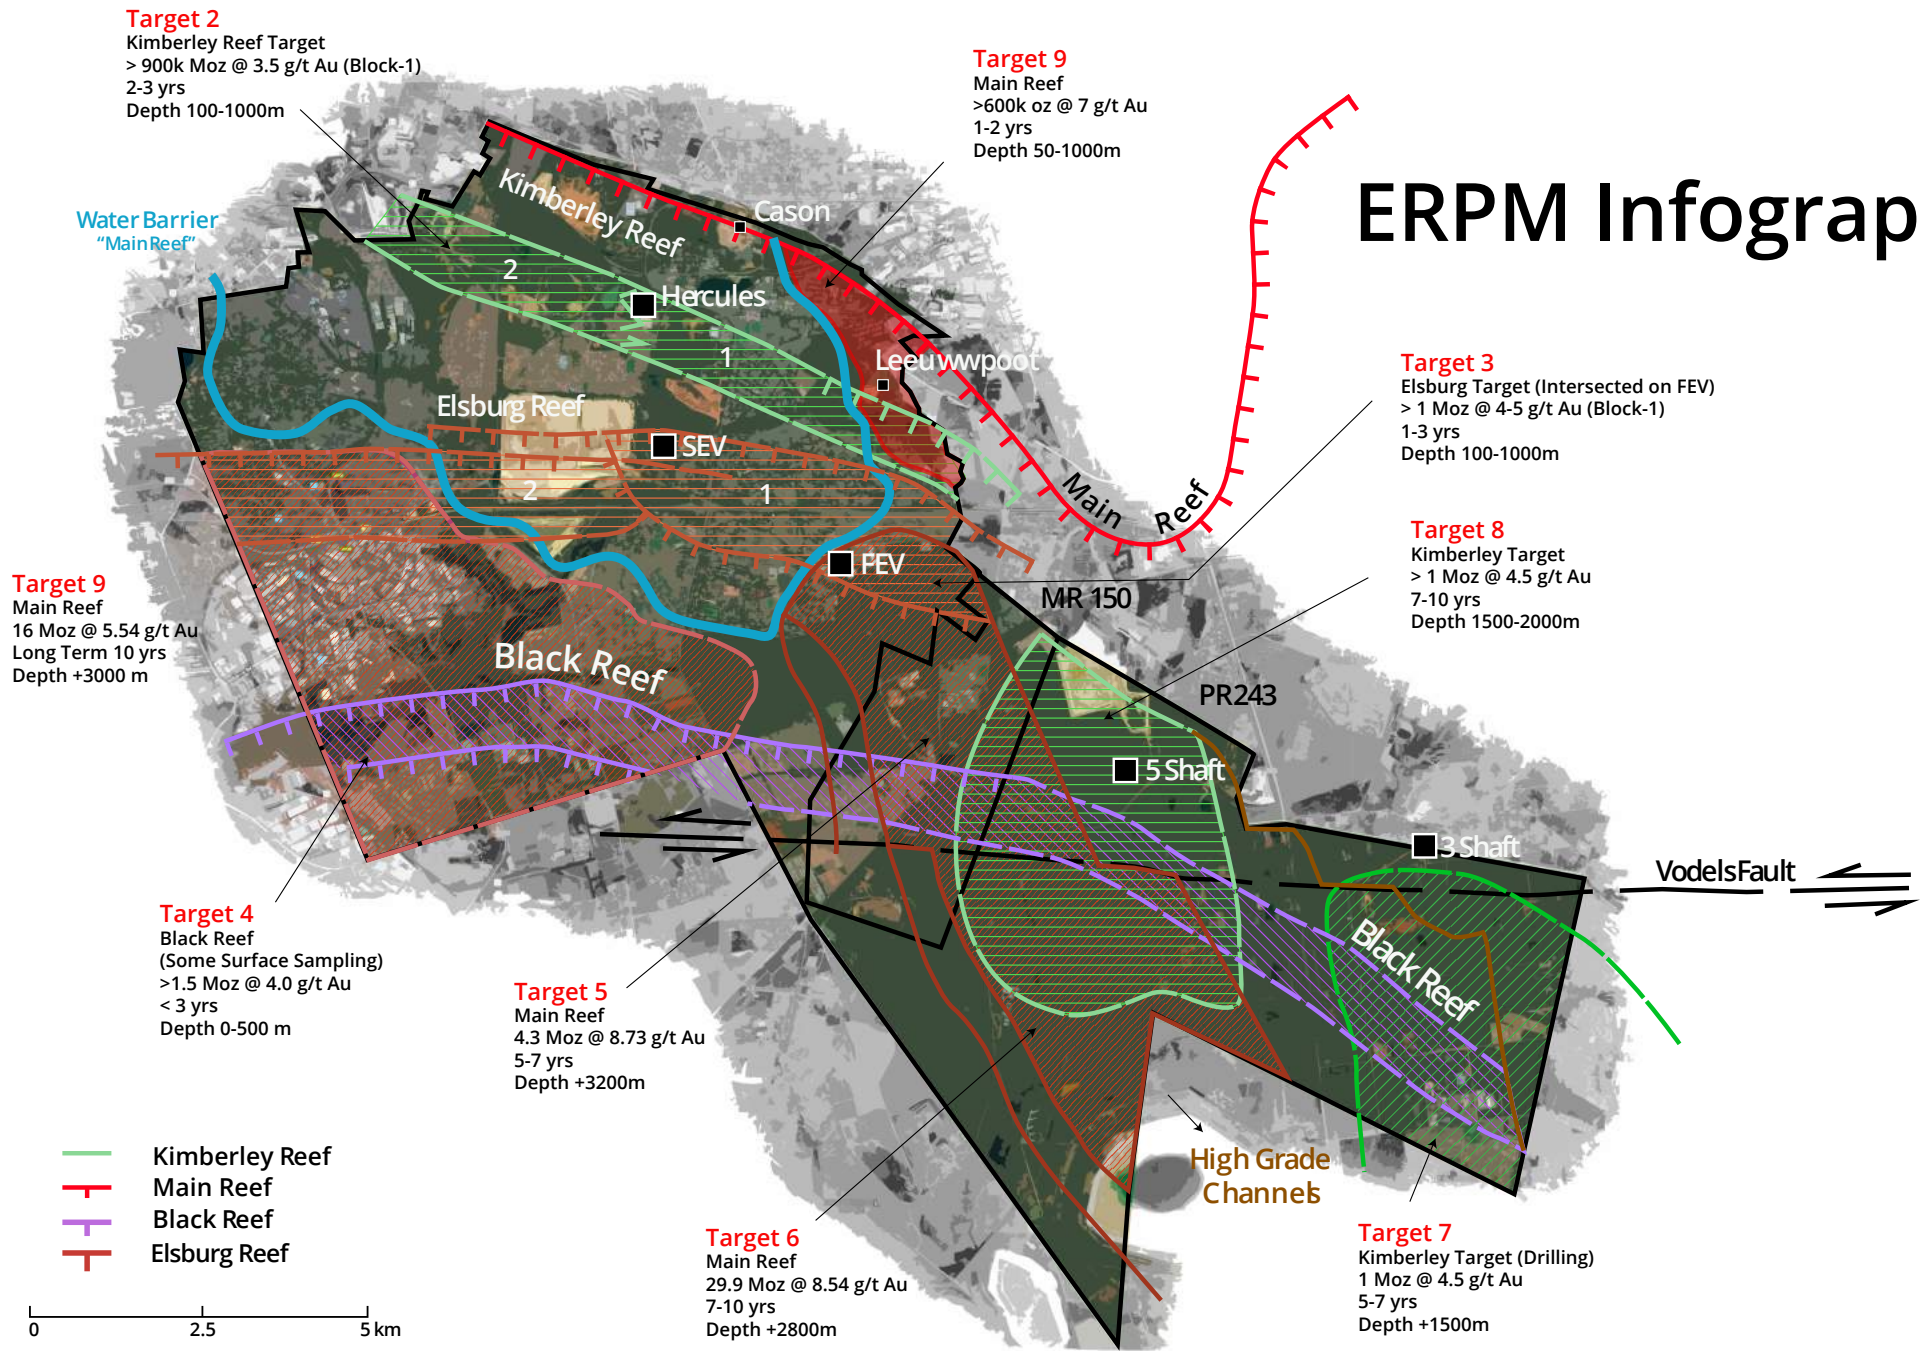 Target 2
Kimberley Reef Target
> 900k Moz @ 3.5 g/t Au (Block-1)
2-3 yrs
Depth 100-1000m
Target 9
Main Reef
>600k oz @ 7 g/t Au
1-2 yrs
Depth 50-1000m
ERPM Infograp
Water Barrier
“Main Reef”
Kimberley Reef
Cason
2
Hercules
1
Leeuwwpoot
Target 3
Elsburg Target (Intersected on FEV)
> 1 Moz @ 4-5 g/t Au (Block-1)
1-3 yrs
Depth 100-1000m
Elsburg Reef
SEV
2
1
Main Reef
FEV
MR 150
Target 8
Kimberley Target
> 1 Moz @ 4.5 g/t Au
7-10 yrs
Depth 1500-2000m
Target 9
Main Reef
16 Moz @ 5.54 g/t Au
Long Term 10 yrs
Depth +3000 m
Black Reef
PR243
5 Shaft
3 Shaft
VodelsFault
Black Reef
Target 4
Black Reef
(Some Surface Sampling)
>1.5 Moz @ 4.0 g/t Au
< 3 yrs
Depth 0-500 m
Target 5
Main Reef
4.3 Moz @ 8.73 g/t Au
5-7 yrs
Depth +3200m
High Grade
Channels
Kimberley Reef
Main Reef
Black Reef
Elsburg Reef
Target 6
Main Reef
29.9 Moz @ 8.54 g/t Au
7-10 yrs
Depth +2800m
Target 7
Kimberley Target (Drilling)
1 Moz @ 4.5 g/t Au
5-7 yrs
Depth +1500m
0 2.5 5 km